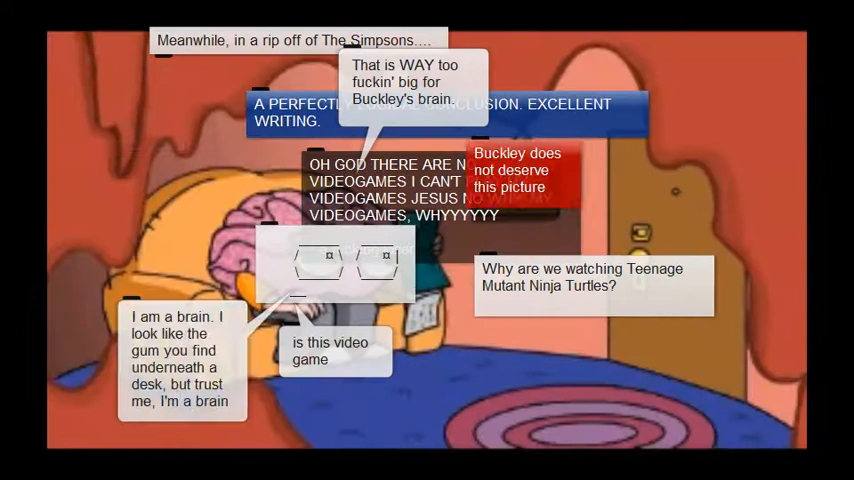 Meanwhile, in a rip off of The Simpsons....
That is WAY too
fuckin' big for
Buckley's brain.
A PERFECTLY CONCLUSION. EXCELLENT
WRITING.
OH GOD THERE ARE
VIDEOGAMES I CAN'T
VIDEOGAMES JESUS MY
VIDEOGAMES, WHYYYYYY
Buckley does
not deserve
this picture
Why are we watching Teenage
Mutant Ninja Turtles?
I am a brain. I
look like the
gum you find
underneath a
desk, but trust
me, I'm a brain
is this video
game